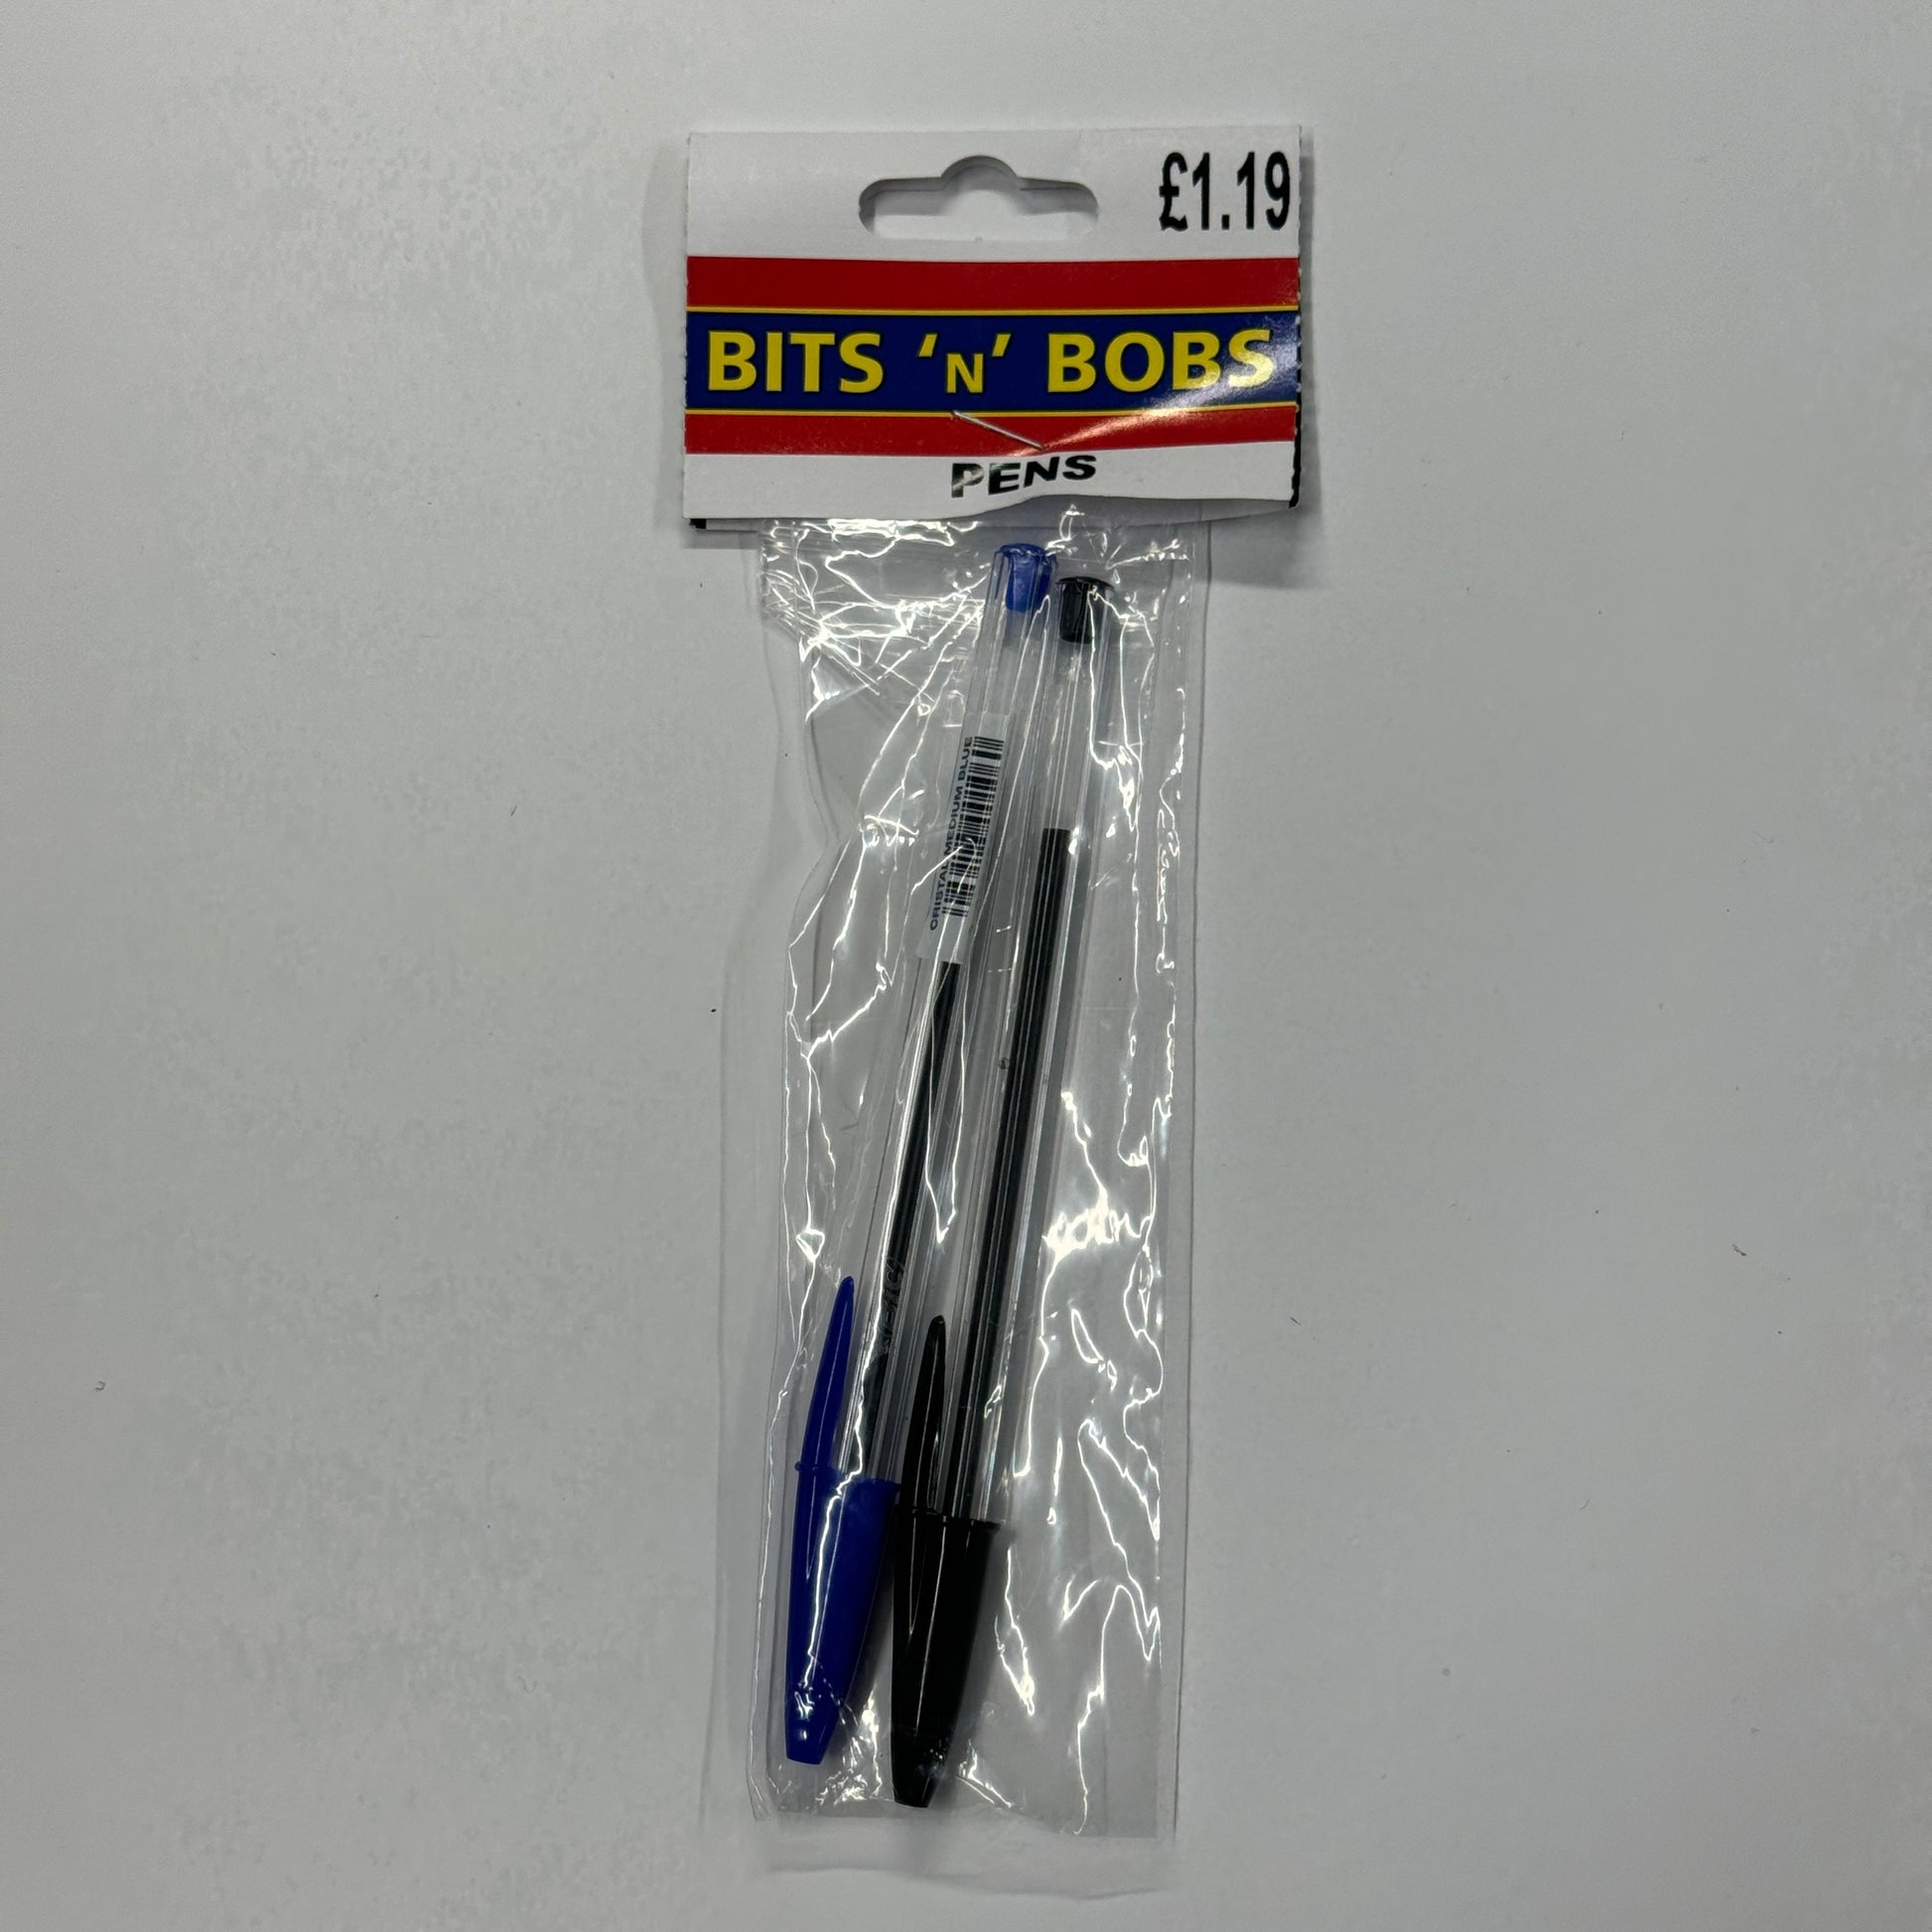 £1.19
BITS ‘N’ BOBS
PENS
CRISTAL MEDIUM BLUE